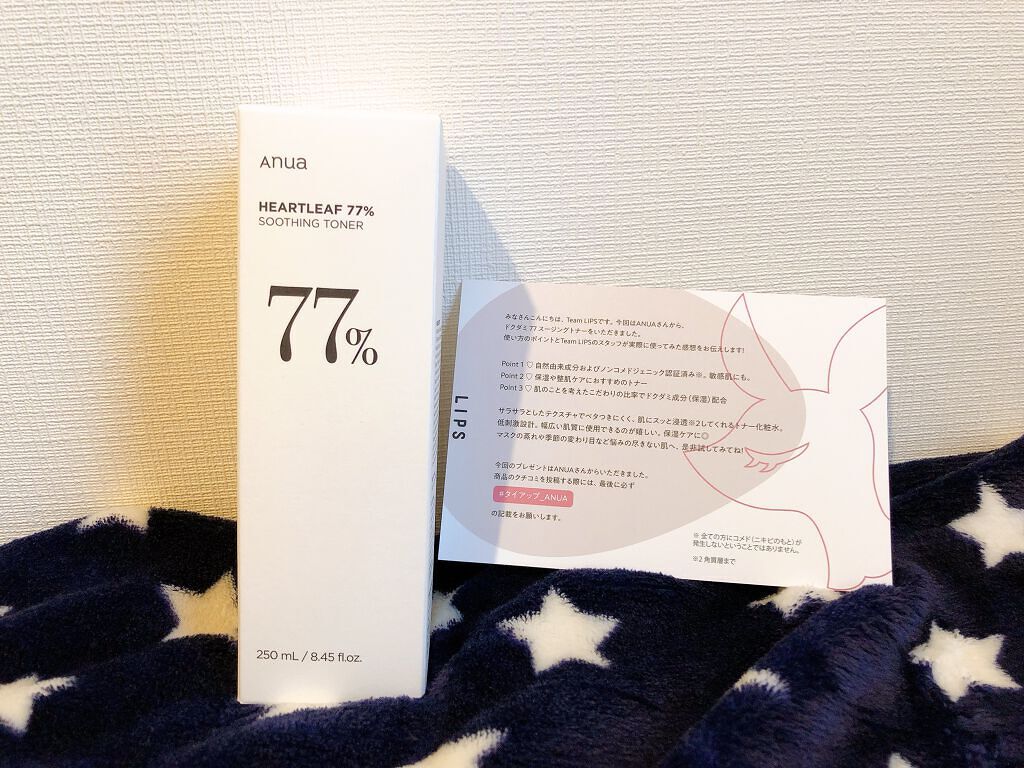 Anua
HEARTLEAF 77%
SOOTHING TONER
77%
250 mL / 8.45 fl.oz.
LIPS
みなさんこんにちは、Team LIPSです。今回はANUAさんから、
ドクダミ 77 スージングトナーをいただきました。
使い方のポイントとTeam LIPSのスタッフが実際に使ってみた感想をお伝えします!
Point 1 ♡ 自然由来成分およびノンコメドジェニック認証済み※。敏感肌にも。
Point 2 ♡ 保湿や整肌ケアにおすすめのトナー
Point 3 ♡ 肌のことを考えたこだわりの比率でドクダミ成分（保湿）配合
サラサラとしたテクスチャでベタつきにくく、肌にスッと浸透※2してくれるトナー化粧水。
低刺激設計。幅広い肌質に使用できるのが嬉しい。保湿ケアに◎
マスクの蒸れや季節の変わり目など悩みの尽きない肌へ、是非試してみてね!
今回のプレゼントはANUAさんからいただきました。
商品のクチコミを投稿する際には、最後に必ず
#タイアップ_ANUA
の記載をお願いします。
※ 全ての方にコメド（ニキビのもと）が
発生しないということではありません。
※2 角質層まで